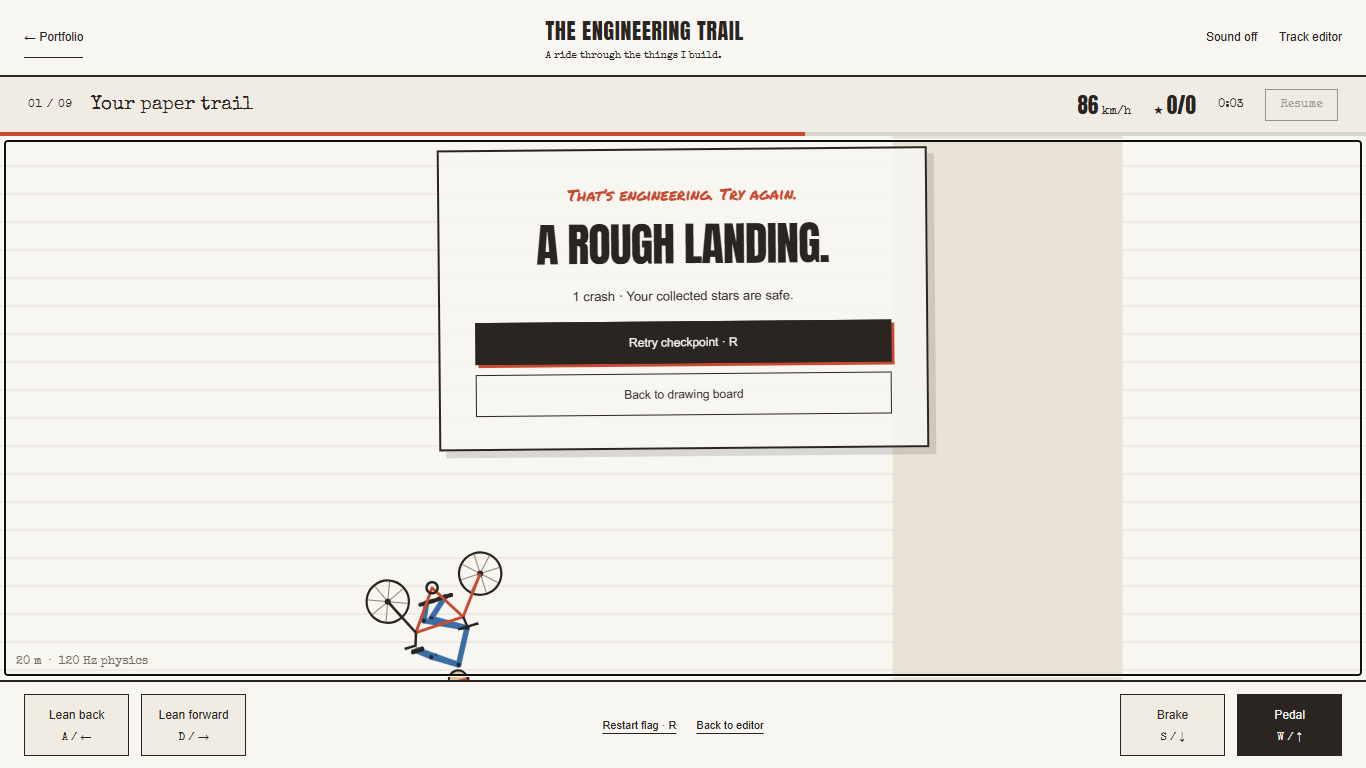 ← Portfolio
THE ENGINEERING TRAIL
A ride through the things I build.
Sound off
Track editor
01 / 09
Your paper trail
86 km/h
★ 0/0
0:03
Resume
THAT'S ENGINEERING. TRY AGAIN.
A ROUGH LANDING.
1 crash · Your collected stars are safe.
Retry checkpoint · R
Back to drawing board
20 m · 120 Hz physics
Lean back
A / ←
Lean forward
D / →
Restart flag · R
Back to editor
Brake
S / ↓
Pedal
W / ↑